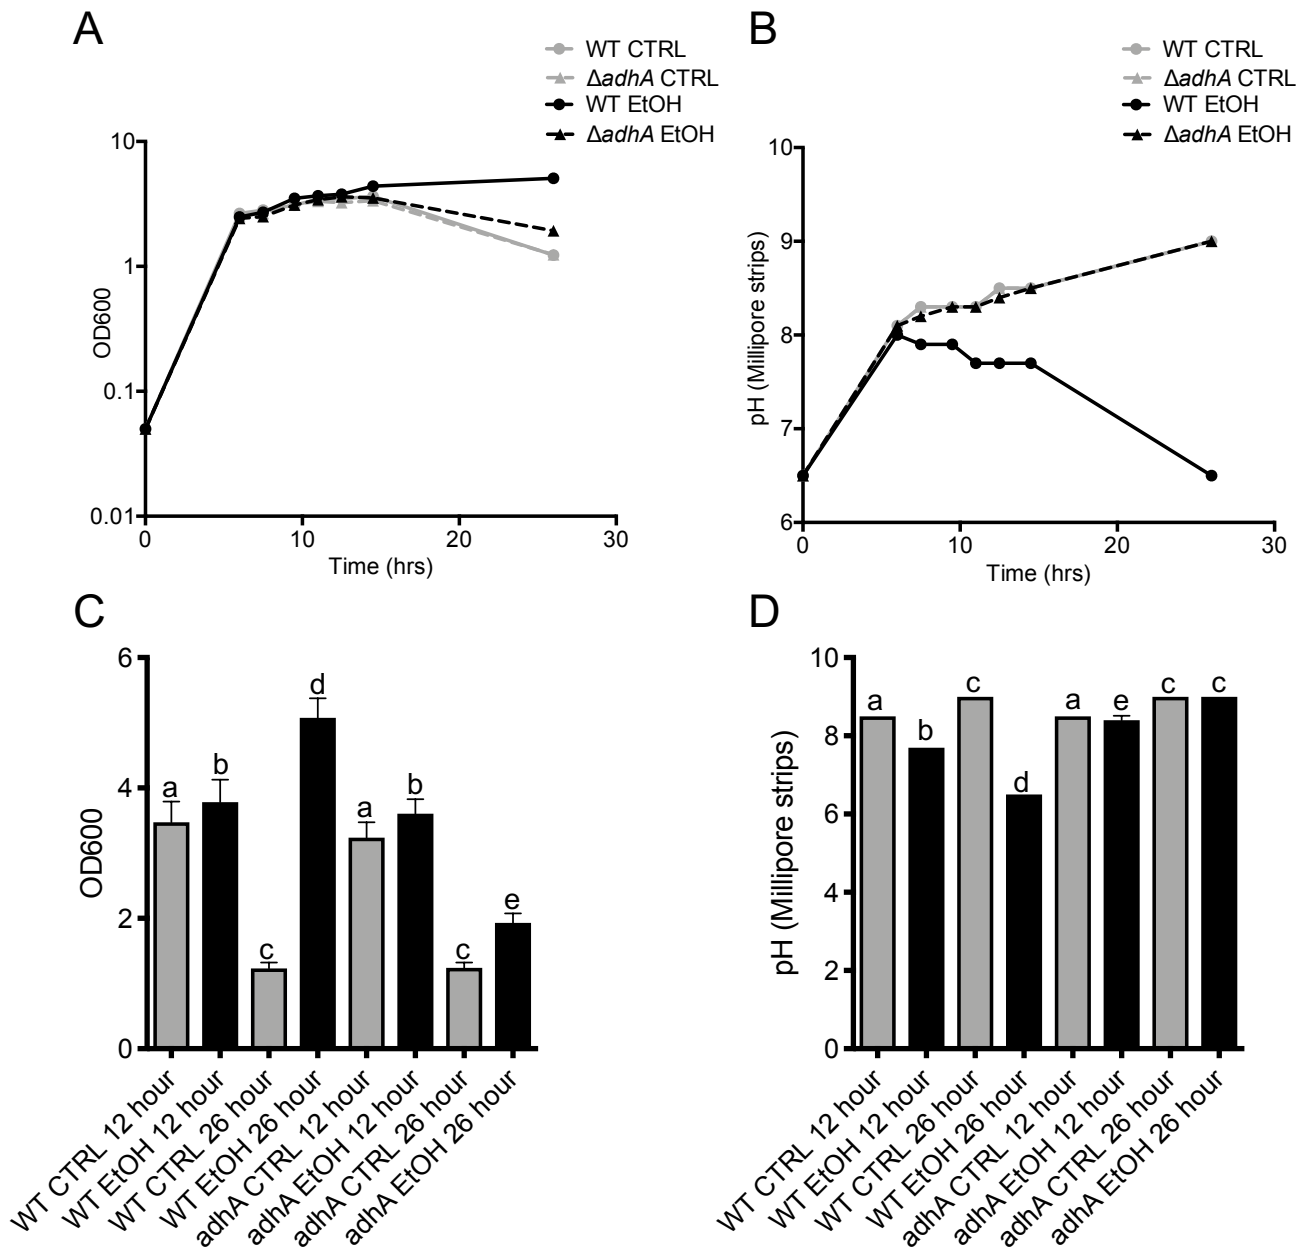 A
WT CTRL
ΔadhA CTRL
WT EtOH
ΔadhA EtOH
10
1
0.1
0.01
OD600
0
10
20
30
Time (hrs)
B
WT CTRL
ΔadhA CTRL
WT EtOH
ΔadhA EtOH
10
9
8
7
6
pH (Millipore strips)
0
10
20
30
Time (hrs)
C
6
4
2
0
OD600
a
b
c
d
a
b
c
e
WT CTRL 12 hour
WT EtOH 12 hour
WT CTRL 26 hour
WT EtOH 26 hour
adhA CTRL 12 hour
adhA EtOH 12 hour
adhA CTRL 26 hour
adhA EtOH 26 hour
D
10
8
6
4
2
0
pH (Millipore strips)
a
b
c
d
a
e
c
c
WT CTRL 12 hour
WT EtOH 12 hour
WT CTRL 26 hour
WT EtOH 26 hour
adhA CTRL 12 hour
adhA EtOH 12 hour
adhA CTRL 26 hour
adhA EtOH 26 hour